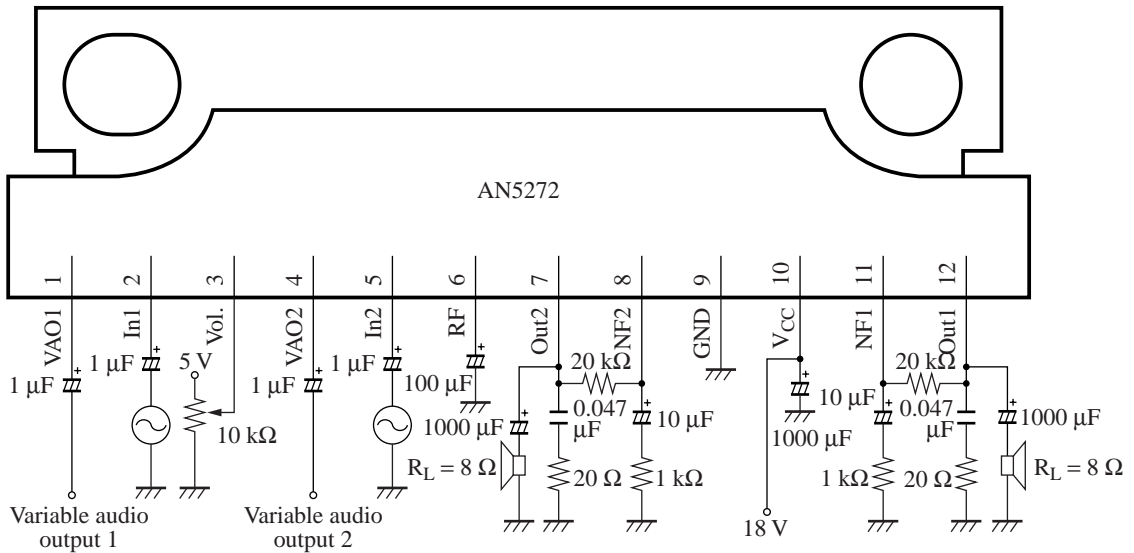 AN5272
1
2
3
4
5
6
7
8
9
10
11
12
VAO1
In1
Vol.
VAO2
In2
RF
Out2
NF2
GND
VCC
NF1
Out1
1 µF
1 µF
5 V
10 kΩ
1 µF
1 µF
100 µF
1000 µF
20 kΩ
0.047
µF
10 µF
RL = 8 Ω
20 Ω
1 kΩ
1000 µF
18 V
10 µF
20 kΩ
0.047
µF
1000 µF
1 kΩ
20 Ω
RL = 8 Ω
Variable audio
output 1
Variable audio
output 2